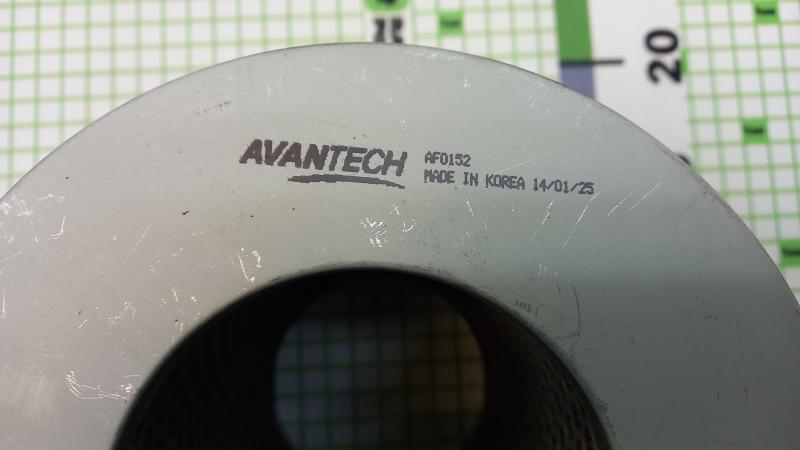 20
AVANTECH
AF0152
MADE IN KOREA 14/01/25